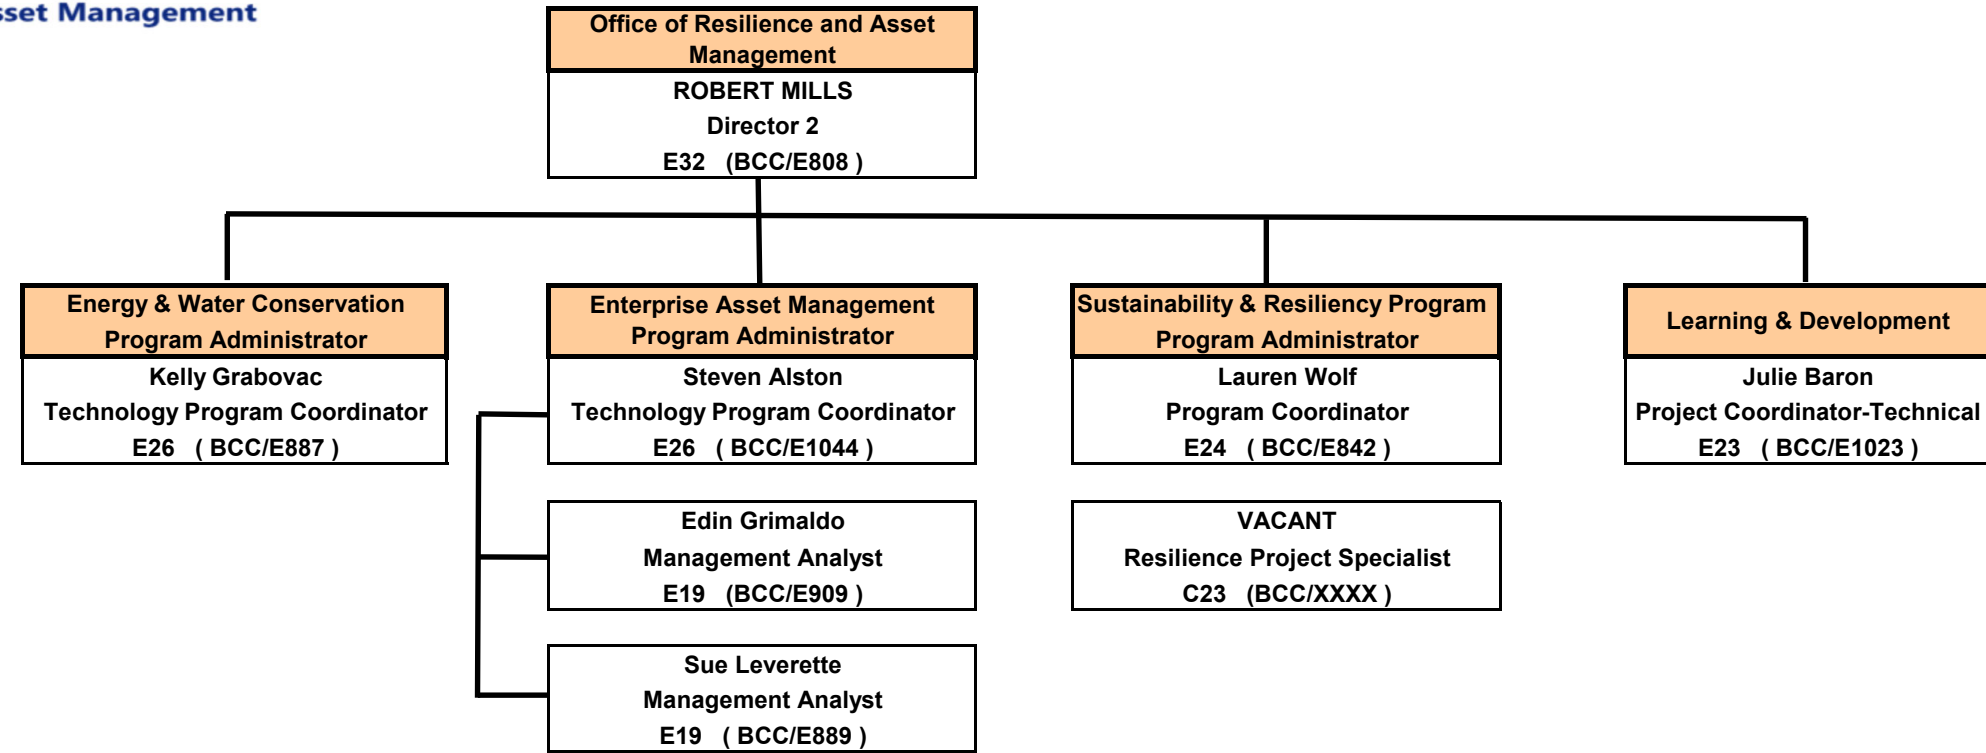 Asset Management
Office of Resilience and Asset
Management
ROBERT MILLS
Director 2
E32 (BCC/E808 )
Energy & Water Conservation
Program Administrator
Kelly Grabovac
Technology Program Coordinator
E26 ( BCC/E887 )
Enterprise Asset Management
Program Administrator
Steven Alston
Technology Program Coordinator
E26 ( BCC/E1044 )
Edin Grimaldo
Management Analyst
E19 (BCC/E909 )
Sue Leverette
Management Analyst
E19 ( BCC/E889 )
Sustainability & Resiliency Program
Program Administrator
Lauren Wolf
Program Coordinator
E24 ( BCC/E842 )
VACANT
Resilience Project Specialist
C23 (BCC/XXXX )
Learning & Development
Julie Baron
Project Coordinator-Technical
E23 ( BCC/E1023 )